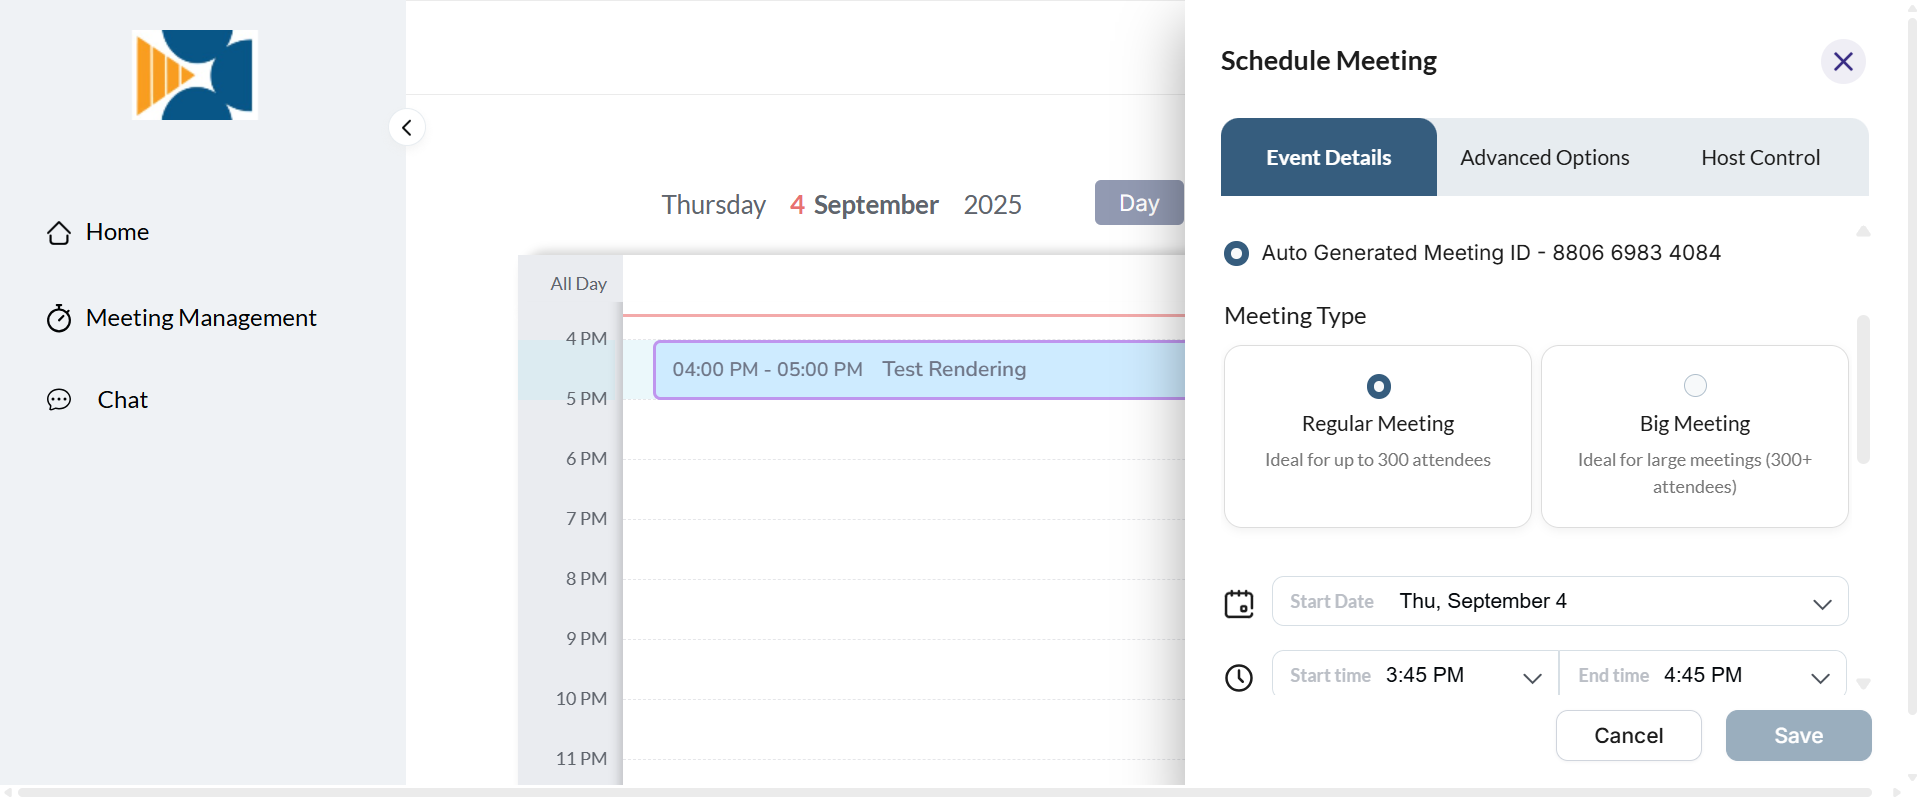 Home
Meeting Management
Chat
Thursday 4 September 2025
Day
All Day
4 PM
04:00 PM - 05:00 PM Test Rendering
5 PM
6 PM
7 PM
8 PM
9 PM
10 PM
11 PM
Schedule Meeting
Event Details Advanced Options Host Control
Auto Generated Meeting ID - 8806 6983 4084
Meeting Type
Regular Meeting
Ideal for up to 300 attendees
Big Meeting
Ideal for large meetings (300+
attendees)
Start Date Thu, September 4
Start time 3:45 PM End time 4:45 PM
Cancel Save